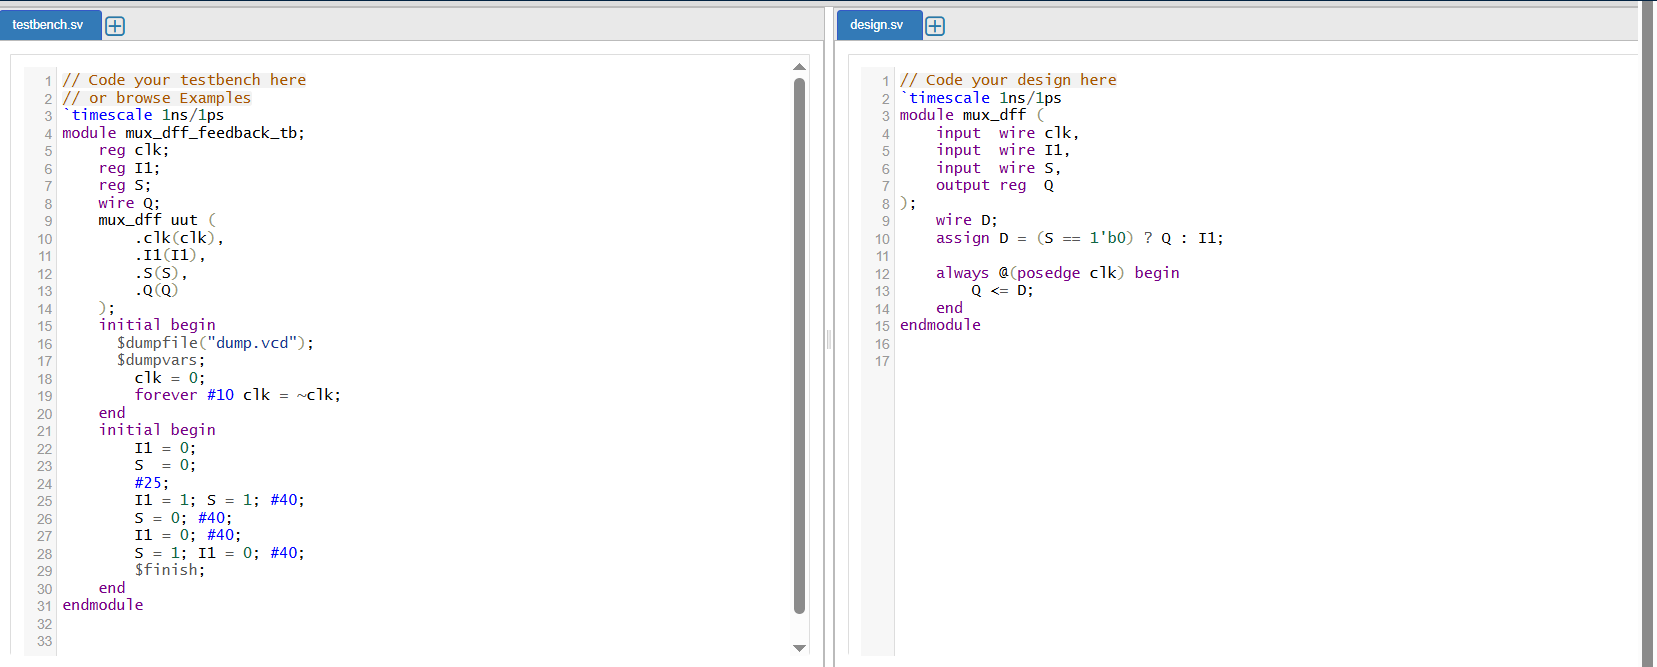 testbench.sv
1 // Code your testbench here
2 // or browse Examples
3 `timescale 1ns/1ps
4 module mux_dff_feedback_tb;
5     reg clk;
6     reg I1;
7     reg S;
8     wire Q;
9     mux_dff uut (
10         .clk(clk),
11         .I1(I1),
12         .S(S),
13         .Q(Q)
14     );
15     initial begin
16       $dumpfile("dump.vcd");
17       $dumpvars;
18         clk = 0;
19         forever #10 clk = ~clk;
20     end
21     initial begin
22         I1 = 0;
23         S  = 0;
24         #25;
25         I1 = 1; S = 1; #40;
26         S = 0; #40;
27         I1 = 0; #40;
28         S = 1; I1 = 0; #40;
29         $finish;
30     end
31 endmodule
32
33
design.sv
1 // Code your design here
2 `timescale 1ns/1ps
3 module mux_dff (
4     input  wire clk,
5     input  wire I1,
6     input  wire S,
7     output reg  Q
8 );
9     wire D;
10     assign D = (S == 1'b0) ? Q : I1;
11
12     always @(posedge clk) begin
13         Q <= D;
14     end
15 endmodule
16
17